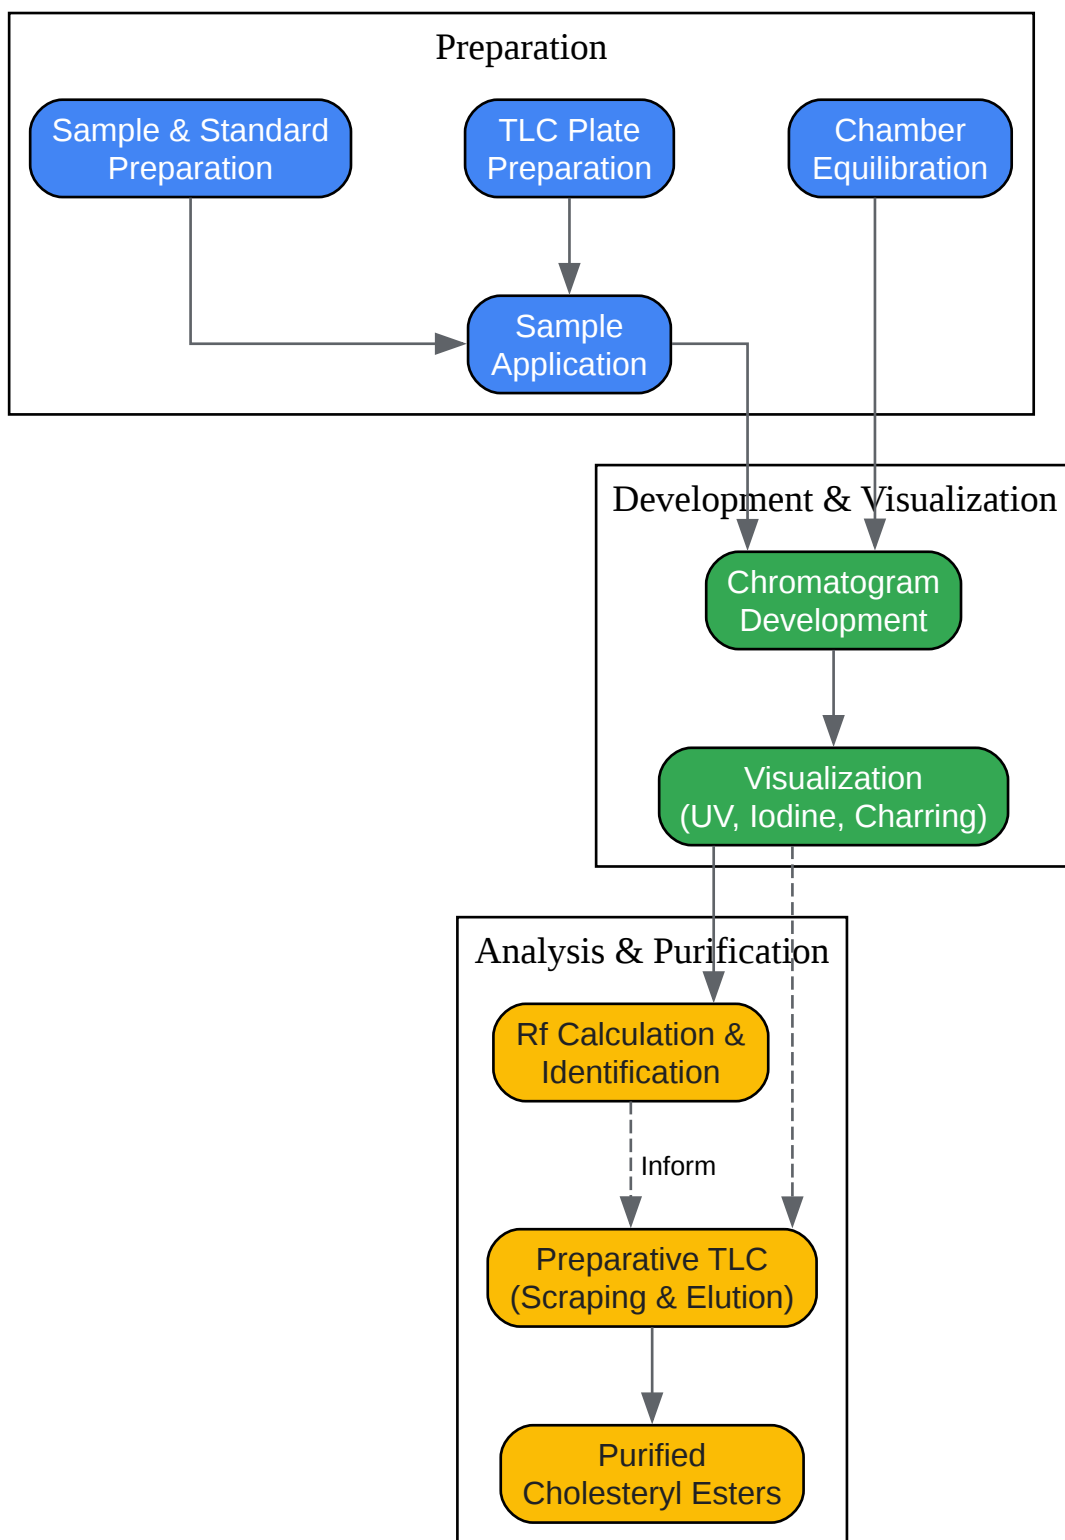 Preparation
Sample & Standard
Preparation
TLC Plate
Preparation
Chamber
Equilibration
Sample
Application
Development & Visualization
Chromatogram
Development
Visualization
(UV, Iodine, Charring)
Analysis & Purification
Rf Calculation &
Identification
Inform
Preparative TLC
(Scraping & Elution)
Purified
Cholesteryl Esters